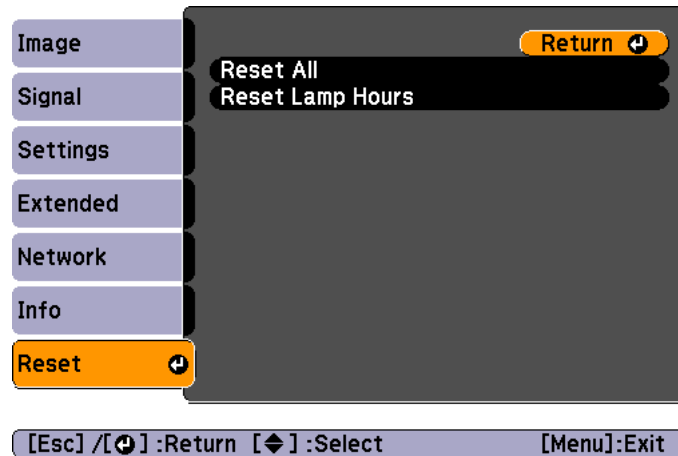 Image
Signal
Settings
Extended
Network
Info
Reset
Return
Reset All
Reset Lamp Hours
[Esc] /[ ] :Return [ ] :Select [Menu]:Exit